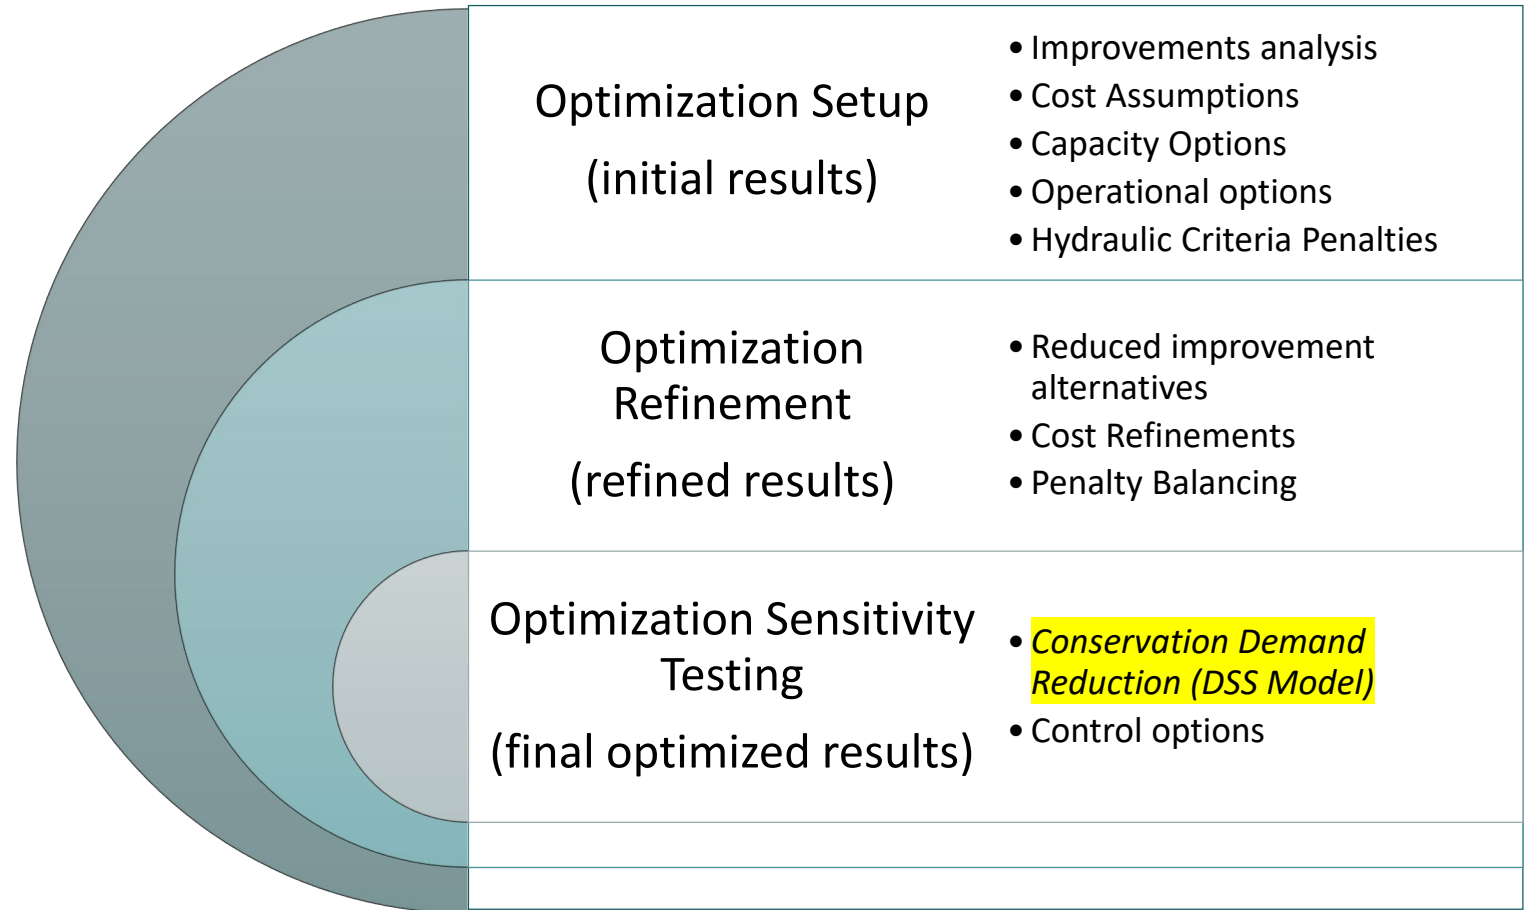 Optimization Setup
(initial results)
• Improvements analysis
• Cost Assumptions
• Capacity Options
• Operational options
• Hydraulic Criteria Penalties
Optimization
Refinement
(refined results)
• Reduced improvement
alternatives
• Cost Refinements
• Penalty Balancing
Optimization Sensitivity
Testing
(final optimized results)
• Conservation Demand
Reduction (DSS Model)
• Control options